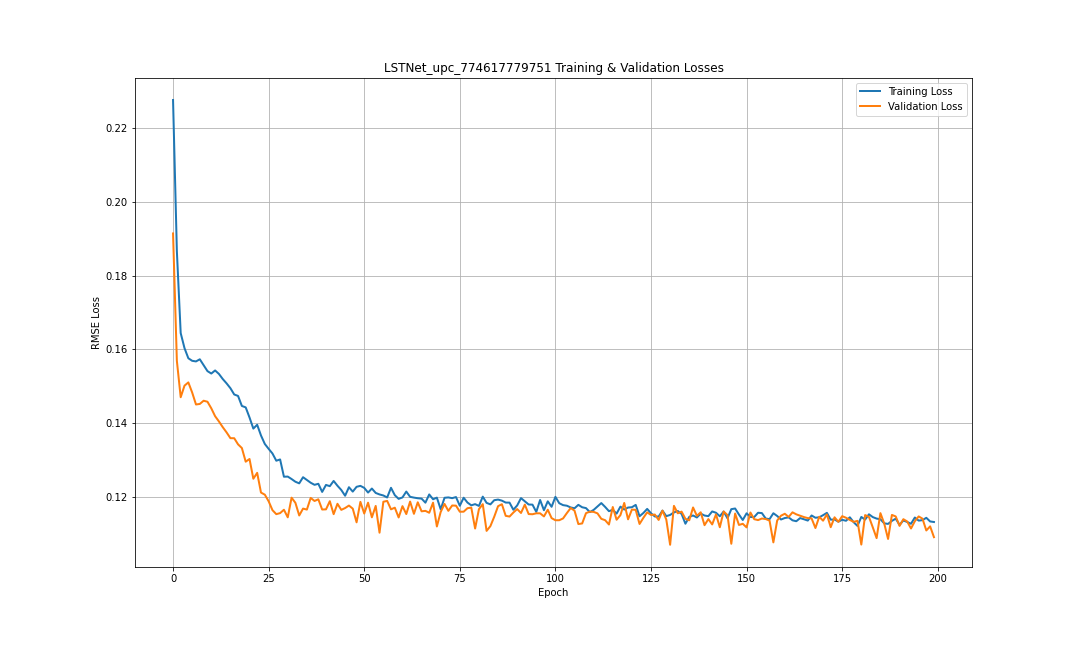 LSTNet_upc_774617779751 Training & Validation Losses
Training Loss
Validation Loss
0.22
0.20
0.18
0.16
0.14
0.12
RMSE Loss
0 25 50 75 100 125 150 175 200
Epoch